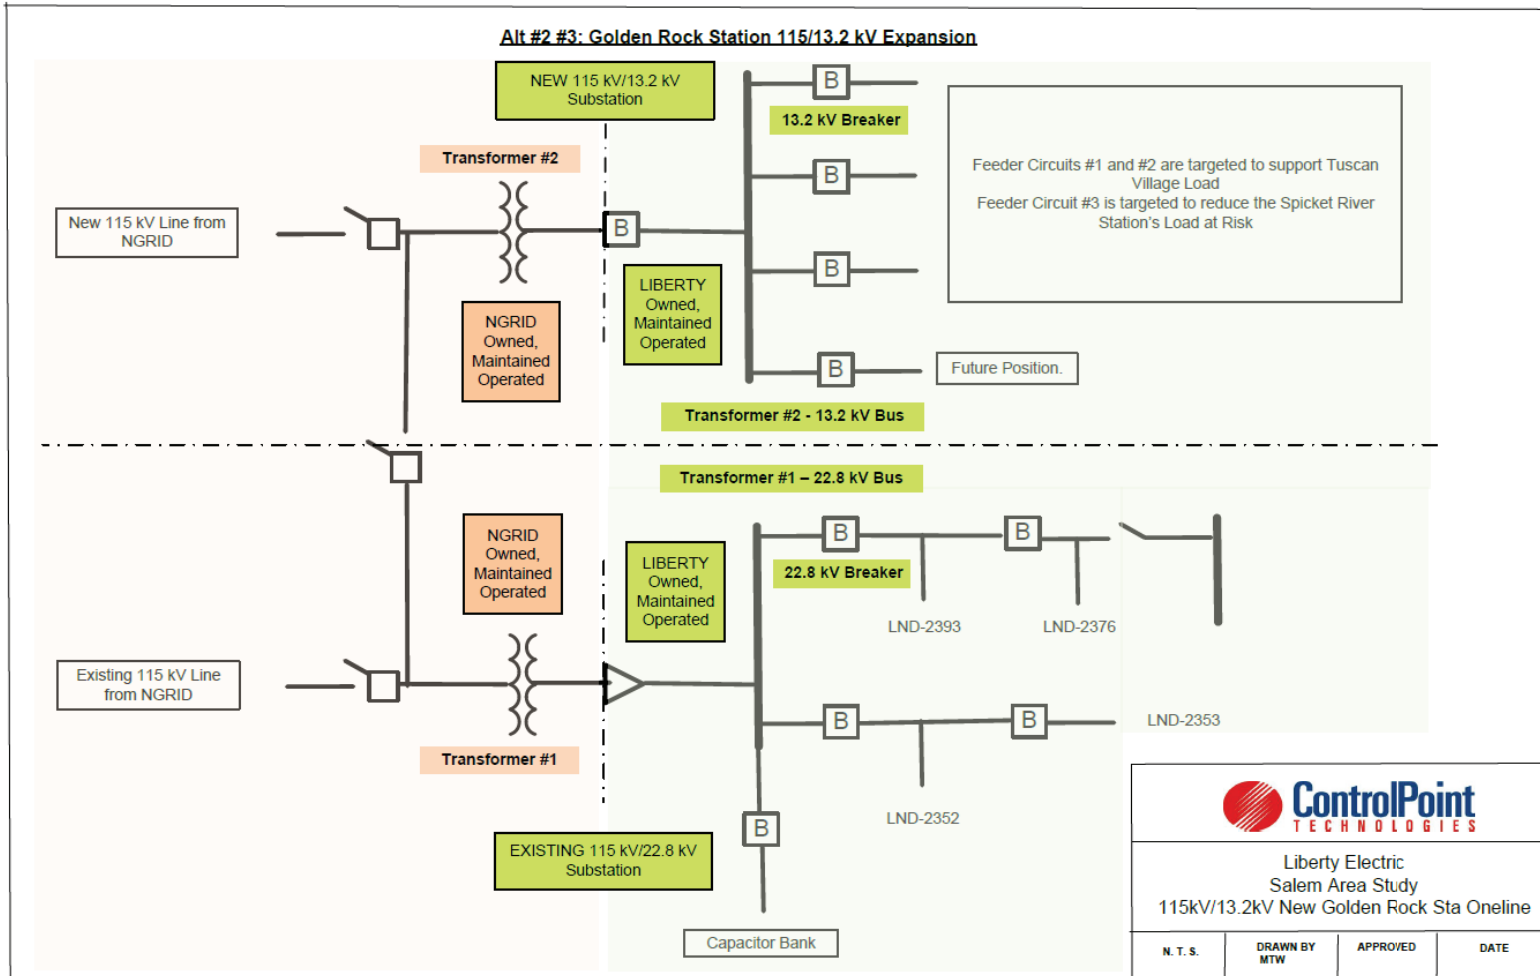 Alt #2 #3: Golden Rock Station 115/13.2 kV Expansion
NEW 115 kV/13.2 kV
Substation
B
13.2 kV Breaker
Transformer #2
Feeder Circuits #1 and #2 are targeted to support Tuscan
Village Load
Feeder Circuit #3 is targeted to reduce the Spicket River
Station's Load at Risk
B
New 115 kV Line from
NGRID
B
B
LIBERTY
Owned,
Maintained
Operated
NGRID
Owned,
Maintained
Operated
B
Future Position.
Transformer #2 - 13.2 kV Bus
Transformer #1 – 22.8 kV Bus
NGRID
Owned,
Maintained
Operated
LIBERTY
Owned,
Maintained
Operated
B
B
22.8 kV Breaker
LND-2393
LND-2376
Existing 115 kV Line
from NGRID
B
B
LND-2353
Transformer #1
LND-2352
B
EXISTING 115 kV/22.8 kV
Substation
Capacitor Bank
ControlPoint
TECHNOLOGIES
Liberty Electric
Salem Area Study
115kV/13.2kV New Golden Rock Sta Oneline
N. T. S.
DRAWN BY
MTW
APPROVED
DATE